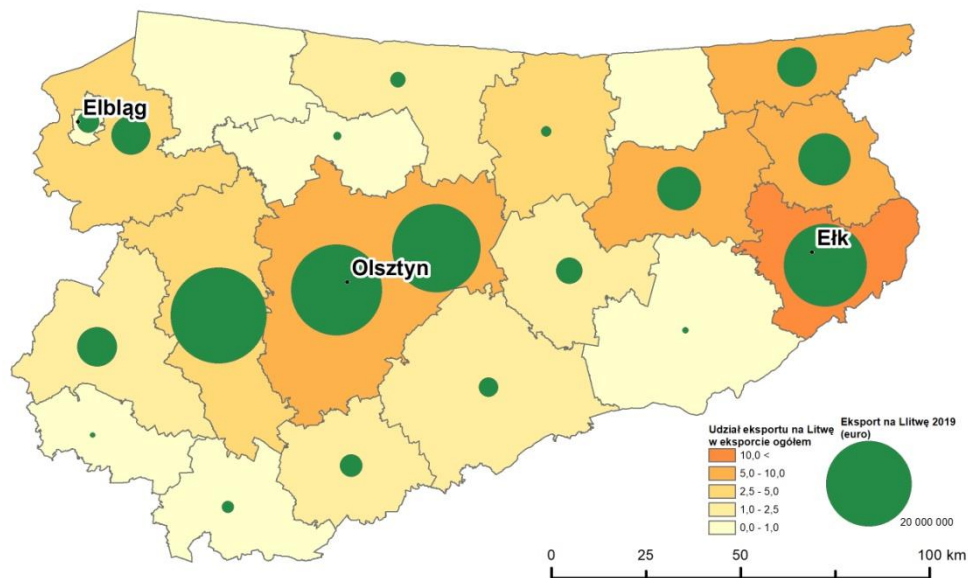 Elbląg
Olsztyn
Ełk
Udział eksportu na Litwę
w eksporcie ogółem
10,0 <
5,0 - 10,0
2,5 - 5,0
1,0 - 2,5
0,0 - 1,0
Eksport na Llitwę 2019
(euro)
20 000 000
0 25 50 75 100 km